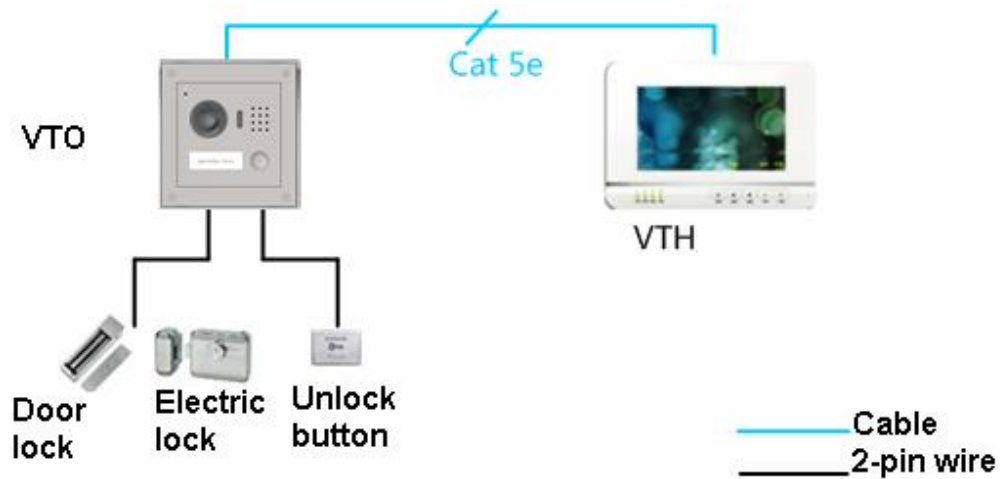 Cat 5e
VTO
VTH
Door
lock
Electric
lock
Unlock
button
Cable
2-pin wire